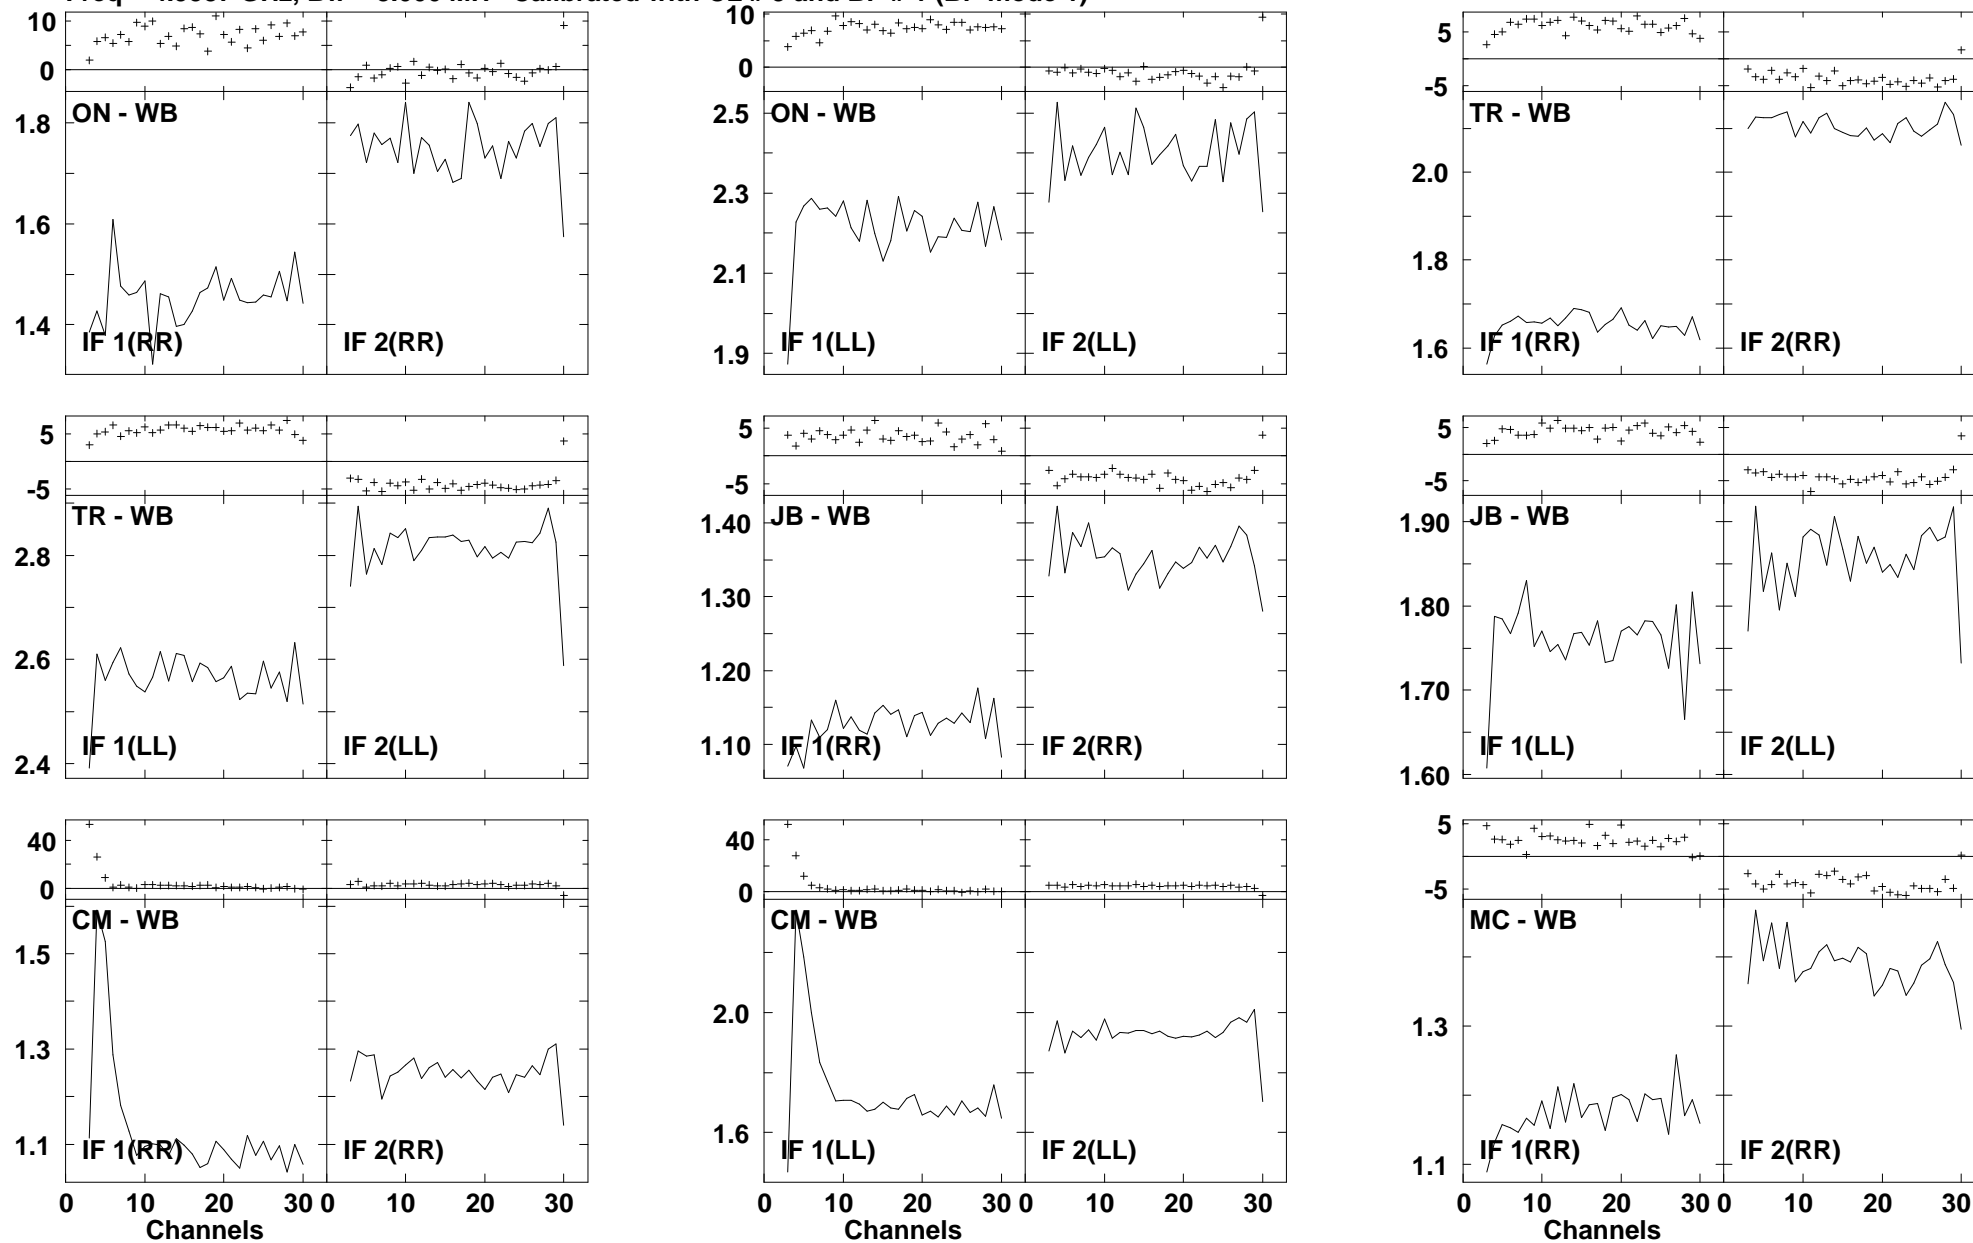 10
0
ON - WB
1.8
1.6
1.4
IF 1(RR)
IF 2(RR)
10
0
ON - WB
2.5
2.3
2.1
1.9
IF 1(LL)
IF 2(LL)
5
-5
TR - WB
2.0
1.8
1.6
IF 1(RR)
IF 2(RR)
5
-5
TR - WB
2.8
2.6
2.4
IF 1(LL)
IF 2(LL)
5
-5
JB - WB
1.40
1.30
1.20
1.10
IF 1(RR)
IF 2(RR)
5
-5
JB - WB
1.90
1.80
1.70
1.60
IF 1(LL)
IF 2(LL)
40
0
CM - WB
1.5
1.3
1.1
IF 1(RR)
IF 2(RR)
0 10 20 30 0 10 20 30
Channels
40
0
CM - WB
2.0
1.6
IF 1(LL)
IF 2(LL)
0 10 20 30 0 10 20 30
Channels
5
-5
MC - WB
1.3
1.1
IF 1(RR)
IF 2(RR)
0 10 20 30 0 10 20 30
Channels